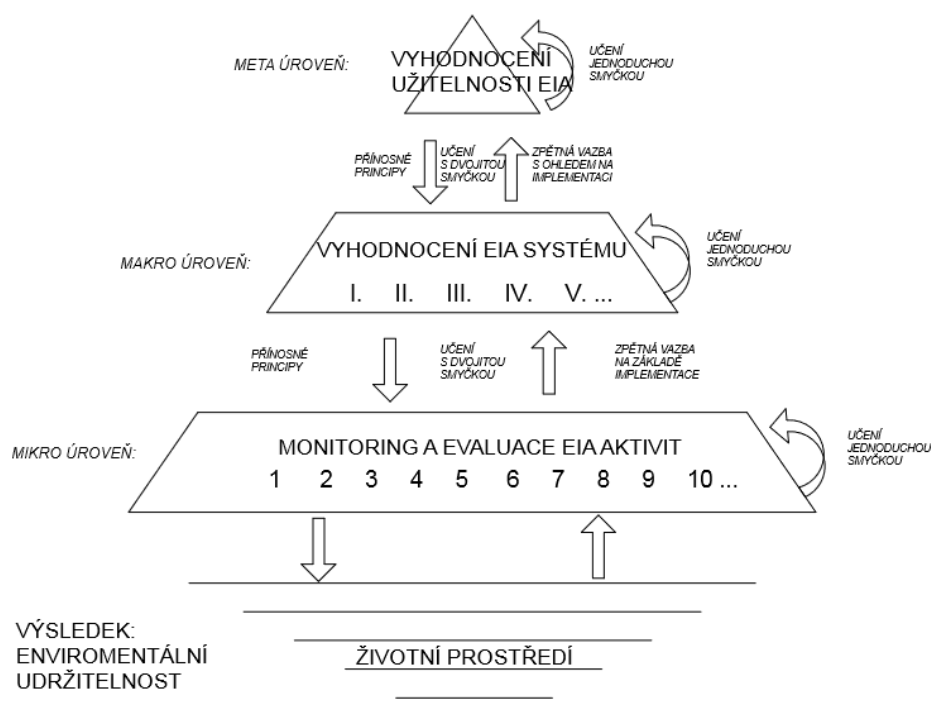 META ÚROVEŇ:
VYHODNOCENÍ
UŽITELNOSTI EIA
UČENÍ
JEDNODUCHOU
SMYČKOU
PŘÍNOSNÉ
PRINCIPY
UČENÍ
S DVOJITOU
SMYČKOU
ZPĚTNÁ VAZBA
S OHLEDEM NA
IMPLEMENTACI
MAKRO ÚROVEŇ:
VYHODNOCENÍ EIA SYSTÉMU
I. II. III. IV. V. ...
UČENÍ
JEDNODUCHOU
SMYČKOU
PŘÍNOSNÉ
PRINCIPY
UČENÍ
S DVOJITOU
SMYČKOU
ZPĚTNÁ VAZBA
NA ZÁKLADĚ
IMPLEMENTACE
MIKRO ÚROVEŇ:
MONITORING A EVALUACE EIA AKTIVIT
1 2 3 4 5 6 7 8 9 10 ...
UČENÍ
JEDNODUCHOU
SMYČKOU
VÝSLEDEK:
ENVIROMENTÁLNÍ
UDRŽITELNOST
ŽIVOTNÍ PROSTŘEDÍ